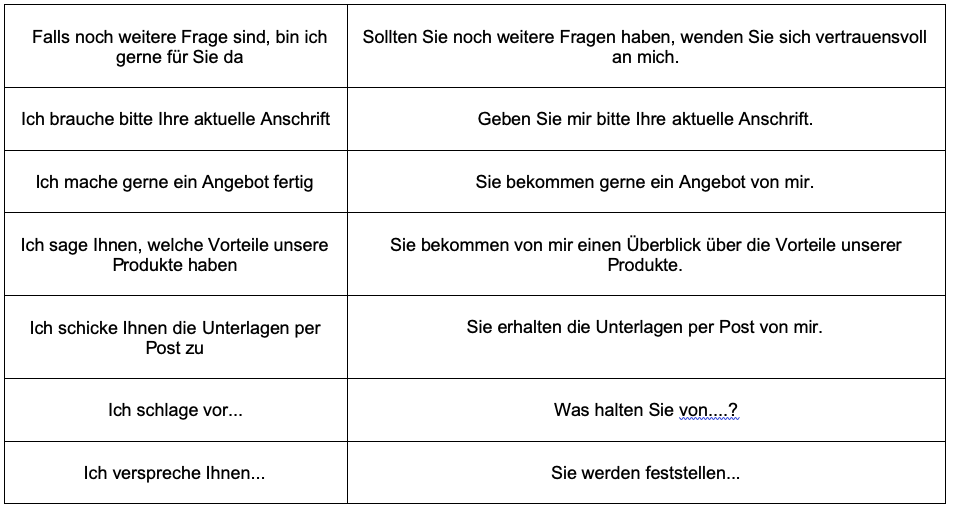 Falls noch weitere Frage sind, bin ich
gerne für Sie da
Sollten Sie noch weitere Fragen haben, wenden Sie sich vertrauensvoll
an mich.
Ich brauche bitte Ihre aktuelle Anschrift
Geben Sie mir bitte Ihre aktuelle Anschrift.
Ich mache gerne ein Angebot fertig
Sie bekommen gerne ein Angebot von mir.
Ich sage Ihnen, welche Vorteile unsere
Produkte haben
Sie bekommen von mir einen Überblick über die Vorteile unserer
Produkte.
Ich schicke Ihnen die Unterlagen per
Post zu
Sie erhalten die Unterlagen per Post von mir.
Ich schlage vor...
Was halten Sie von....?
Ich verspreche Ihnen...
Sie werden feststellen...